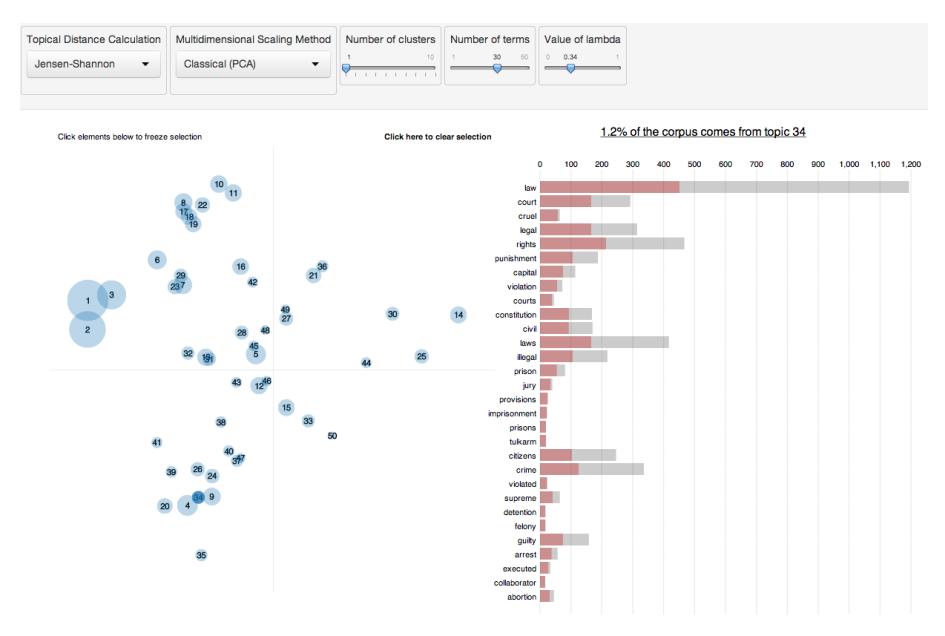 Topical Distance Calculation
Multidimensional Scaling Method
Number of clusters
Number of terms
Value of lambda
Jensen-Shannon
Classical (PCA)
1 10
1 30 50
0 0.34 1
Click elements below to freeze selection
Click here to clear selection
1.2% of the corpus comes from topic 34
0 100 200 300 400 500 600 700 800 900 1,000 1,100 1,200
10
11
8
22
17
18
19
6
16
36
21
29
23
7
42
1
3
49
27
30
14
2
28
48
45
5
32
31
44
25
43
12
46
15
38
33
50
41
40
37
47
39
26
24
34
9
20
4
35
law
court
cruel
legal
rights
punishment
capital
violation
courts
constitution
civil
laws
illegal
prison
jury
provisions
imprisonment
prisons
tulkarm
citizens
crime
violated
supreme
detention
felony
guilty
arrest
executed
collaborator
abortion